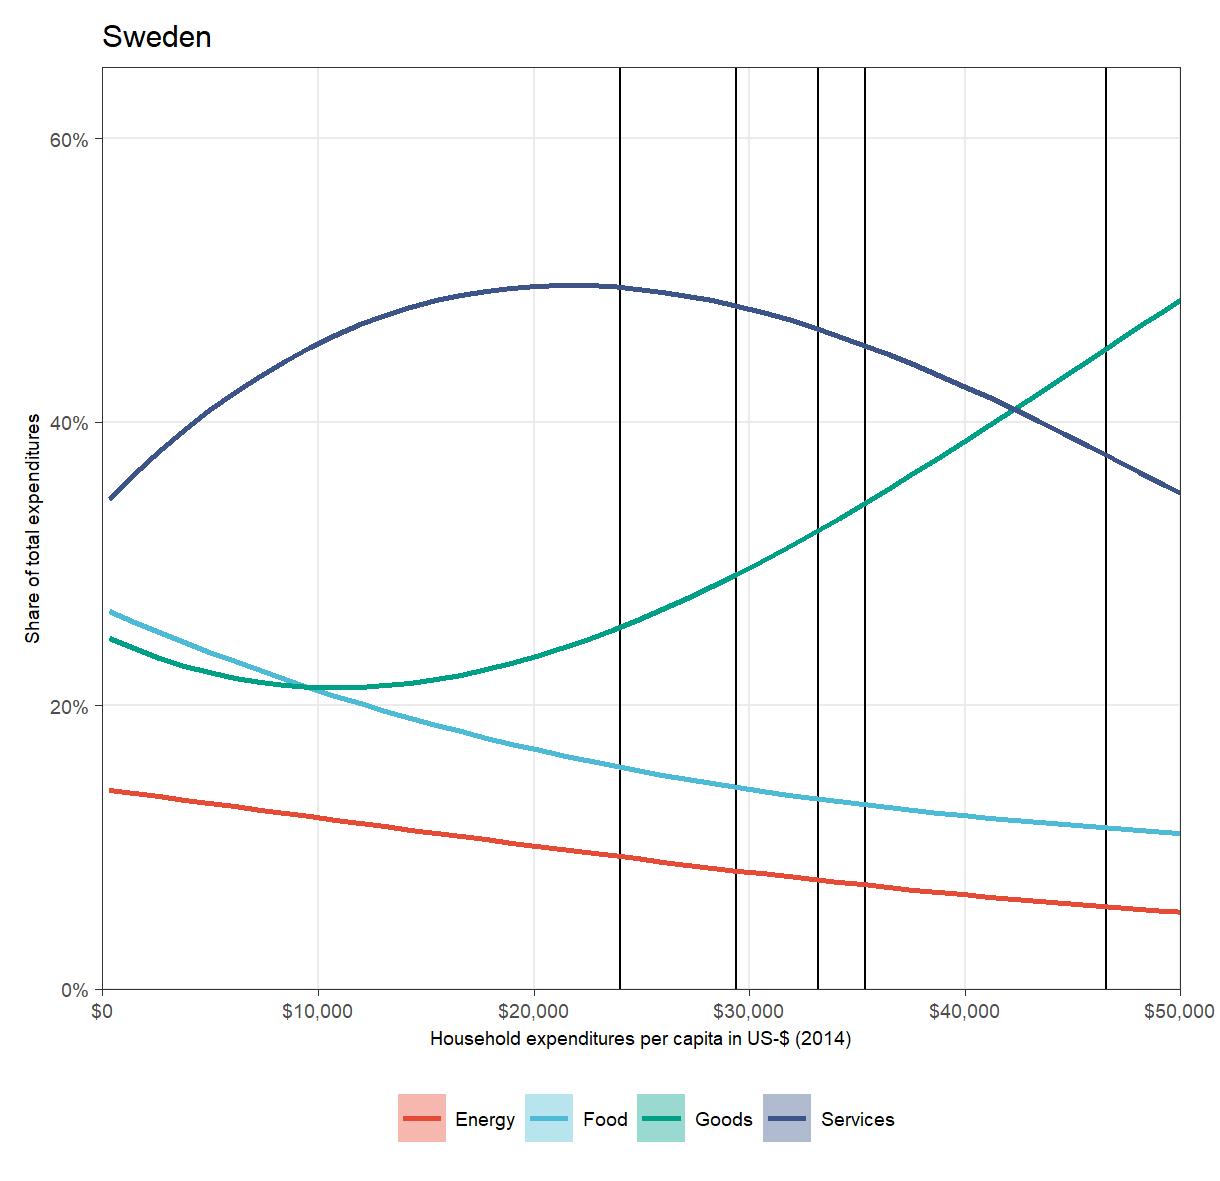 Sweden
60%
40%
20%
0%
Share of total expenditures
$0 $10,000 $20,000 $30,000 $40,000 $50,000
Household expenditures per capita in US-$ (2014)
Energy Food Goods Services